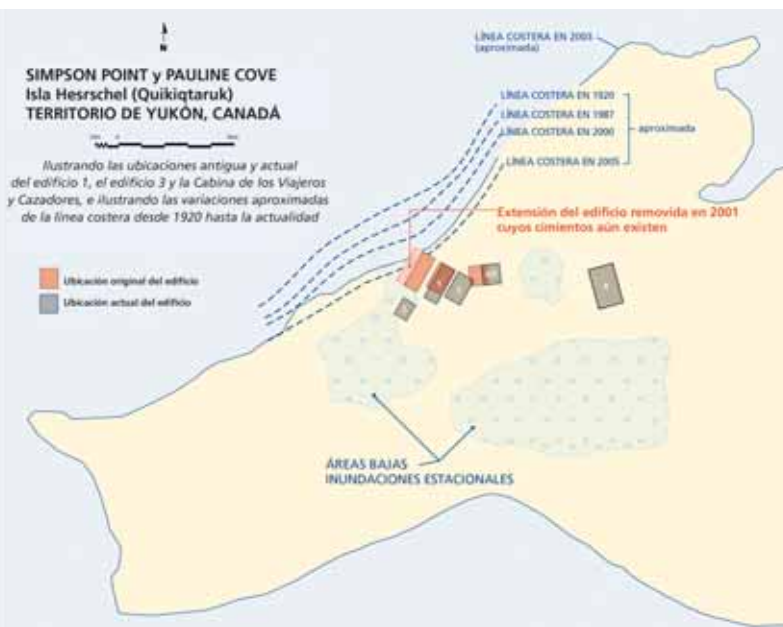 N
SIMPSON POINT y PAULINE COVE
Isla Hesrschel (Quikiqtaruk)
TERRITORIO DE YUKÓN, CANADÁ
Ilustrando las ubicaciones antigua y actual
del edificio 1, el edificio 3 y la Cabina de los Viajeros
y Cazadores, e ilustrando las variaciones aproximadas
de la línea costera desde 1920 hasta la actualidad
Ubicación original del edificio
Ubicación actual del edificio
LÍNEA COSTERA EN 2003
(aproximada)
LÍNEA COSTERA EN 1920
LÍNEA COSTERA EN 1987
LÍNEA COSTERA EN 2000
LÍNEA COSTERA EN 2005
aproximada
Extensión del edificio removida en 2001
cuyos cimientos aún existen
ÁREAS BAJAS
INUNDACIONES ESTACIONALES